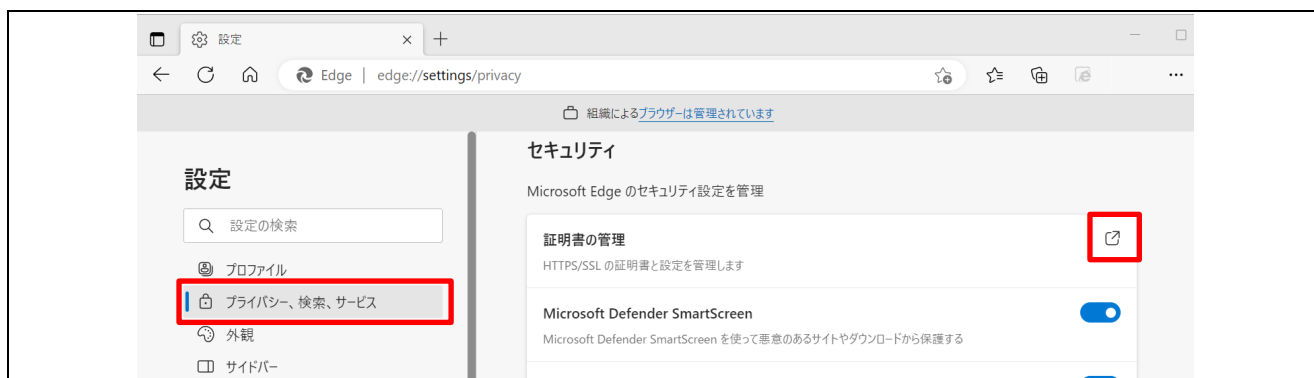 設定
Edge | edge://settings/privacy
組織によるブラウザーは管理されています
設定
設定の検索
プロファイル
プライバシー、検索、サービス
外観
サイドバー
セキュリティ
Microsoft Edge のセキュリティ設定を管理
証明書の管理
HTTPS/SSL の証明書と設定を管理します
Microsoft Defender SmartScreen
Microsoft Defender SmartScreen を使って悪意のあるサイトやダウンロードから保護する